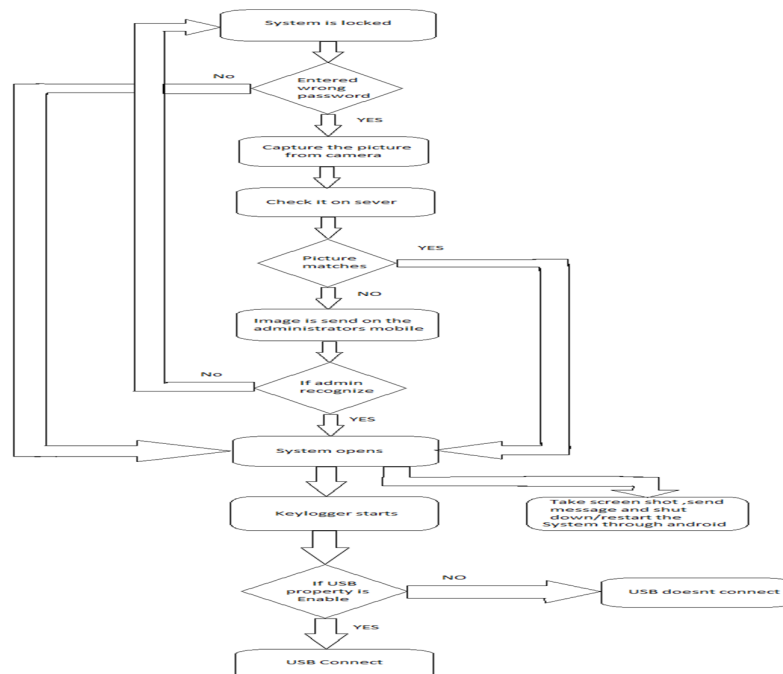 System is locked
No
Entered
wrong
password
YES
Capture the picture
from camera
Check it on sever
Picture
matches
YES
NO
Image is send on the
administrators mobile
No
If admin
recognize
YES
System opens
Keylogger starts
Take screen shot ,send
message and shut
down/restart the
System through android
If USB
property is
Enable
NO
USB doesnt connect
YES
USB Connect